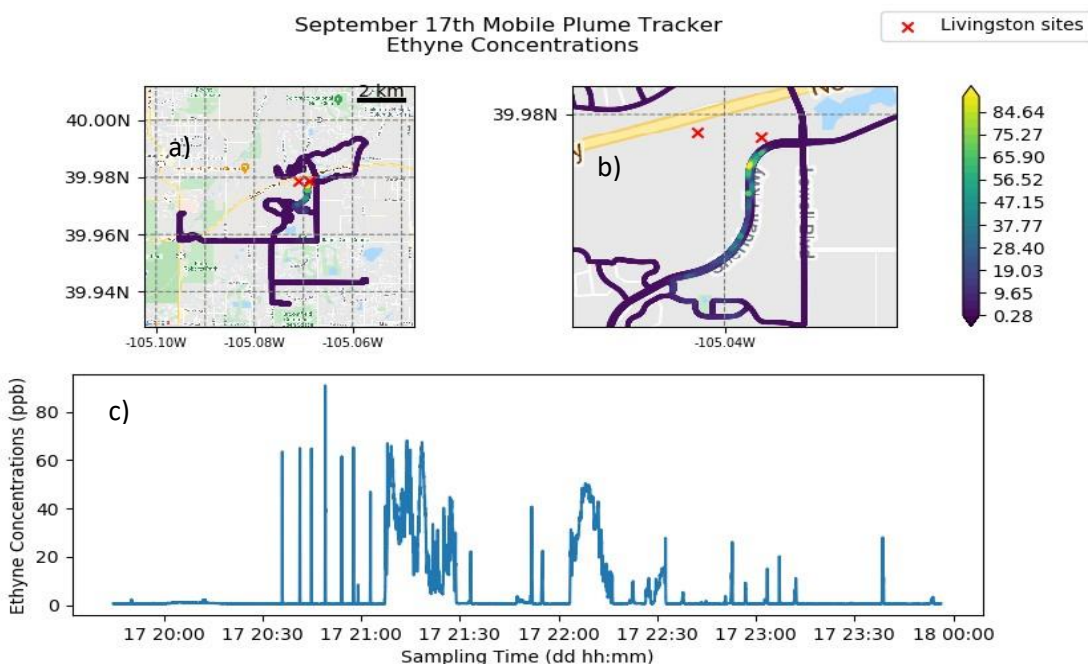 September 17th Mobile Plume Tracker
Ethyne Concentrations
Livingston sites
a)
2 km
40.00N
39.98N
39.96N
39.94N
-105.10W
-105.08W
-105.06W
b)
39.98N
-105.04W
84.64
75.27
65.90
56.52
47.15
37.77
28.40
19.03
9.65
0.28
c)
Ethyne Concentrations (ppb)
80
60
40
20
0
17 20:00
17 20:30
17 21:00
17 21:30
17 22:00
17 22:30
17 23:00
17 23:30
18 00:00
Sampling Time (dd hh:mm)